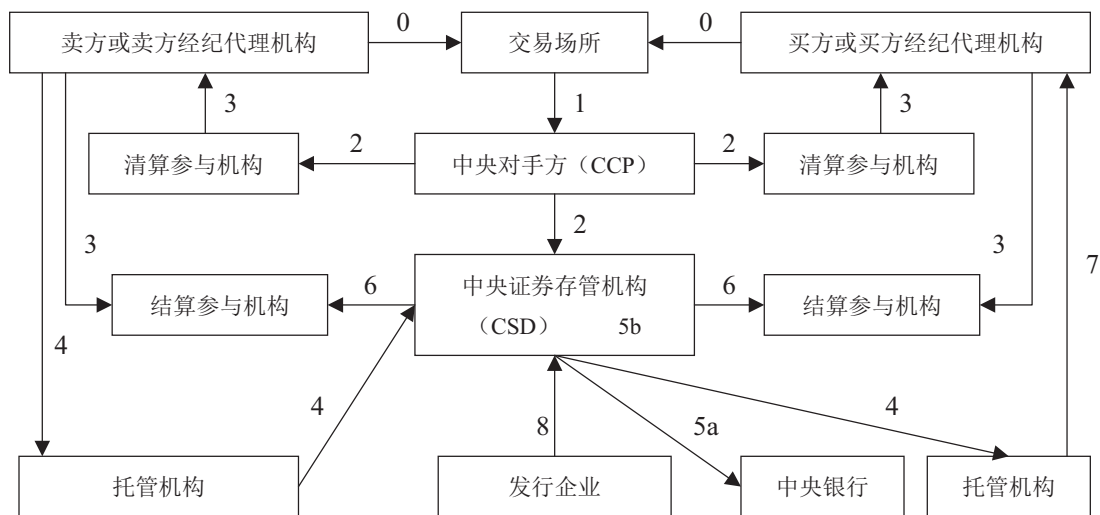 卖方或卖方经纪代理机构
0
交易场所
0
买方或买方经纪代理机构
3
1
3
清算参与机构
2
中央对手方（CCP）
2
清算参与机构
3
2
3
7
结算参与机构
6
中央证券存管机构
（CSD） 5b
6
结算参与机构
4
4
8
5a
4
托管机构
发行企业
中央银行
托管机构